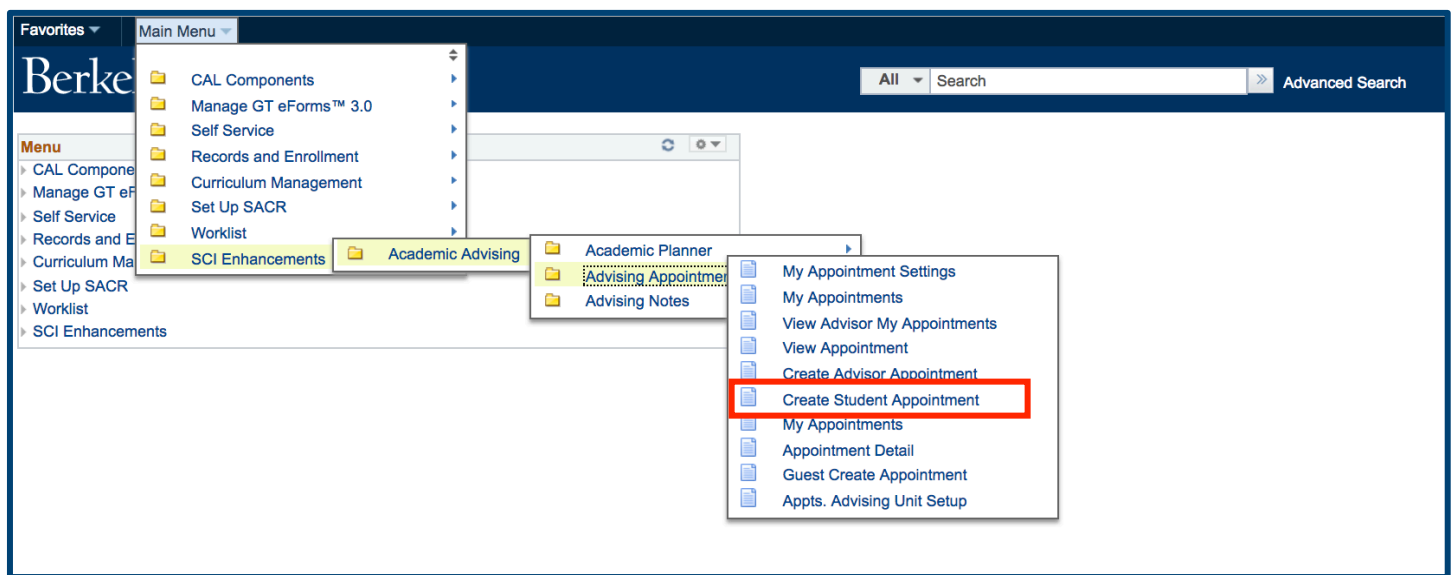 Favorites
Main Menu
Berke
All
Search
Advanced Search
CAL Components
Manage GT eForms™ 3.0
Self Service
Records and Enrollment
Curriculum Management
Set UP SACR
Worklist
SCI Enhancements
Academic Advising
Academic Planner
Advising Appointmen
Advising Notes
My Appointment Settings
My Appointments
View Advisor My Appointments
View Appointment
Create Advisor Appointment
Create Student Appointment
My Appointments
Appointment Detail
Guest Create Appointment
Appts. Advising Unit Setup
Menu
CAL Compone
Manage GT eF
Self Service
Records and E
Curriculum Ma
Set Up SACR
Worklist
SCI Enhancements